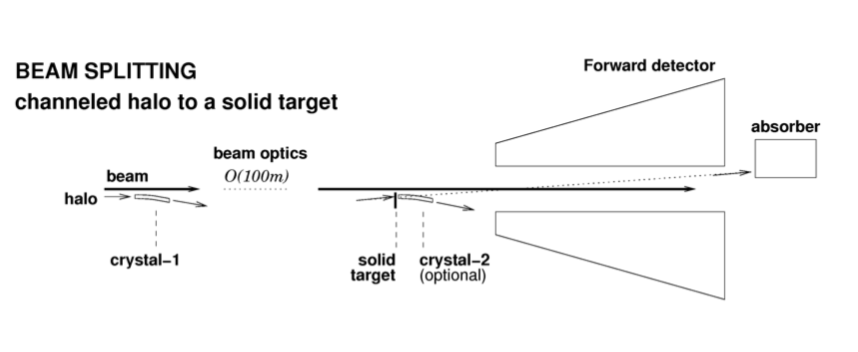 BEAM SPLITTING
channeled halo to a solid target
Forward detector
absorber
beam optics
O(100m)
beam
halo
crystal−1
solid
target
crystal−2
(optional)